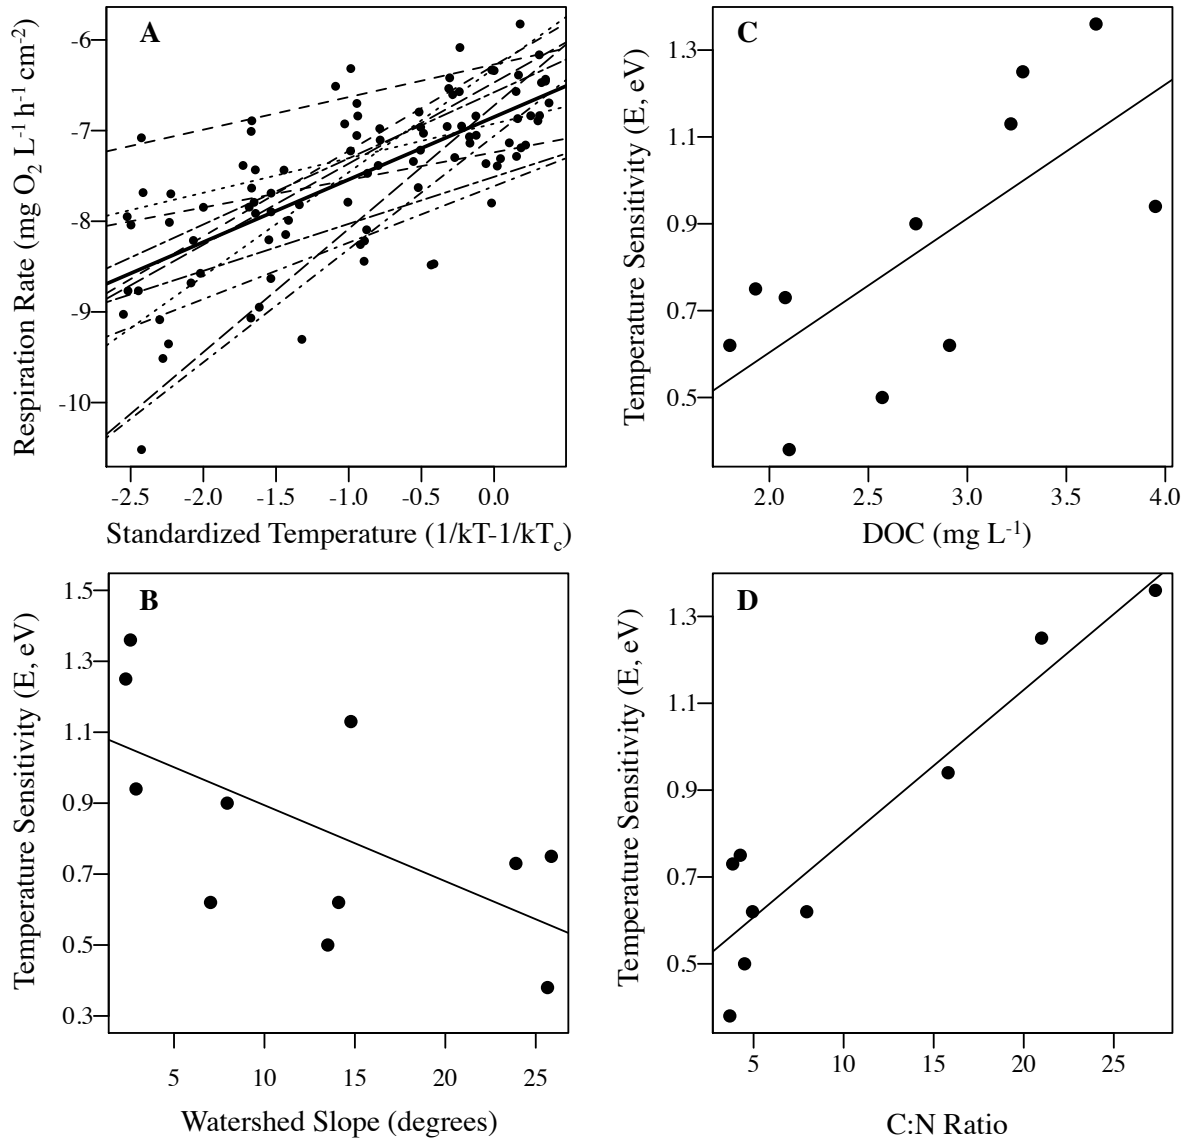 A
Respiration Rate (mg O2 L-1 h-1 cm-2)
-6
-7
-8
-9
-10
-2.5 -2.0 -1.5 -1.0 -0.5 0.0
Standardized Temperature (1/kT-1/kTc)
C
Temperature Sensitivity (E, eV)
1.3
1.1
0.9
0.7
0.5
2.0 2.5 3.0 3.5 4.0
DOC (mg L-1)
B
Temperature Sensitivity (E, eV)
1.5
1.3
1.1
0.9
0.7
0.5
0.3
5 10 15 20 25
Watershed Slope (degrees)
D
Temperature Sensitivity (E, eV)
1.3
1.1
0.9
0.7
0.5
5 10 15 20 25
C:N Ratio